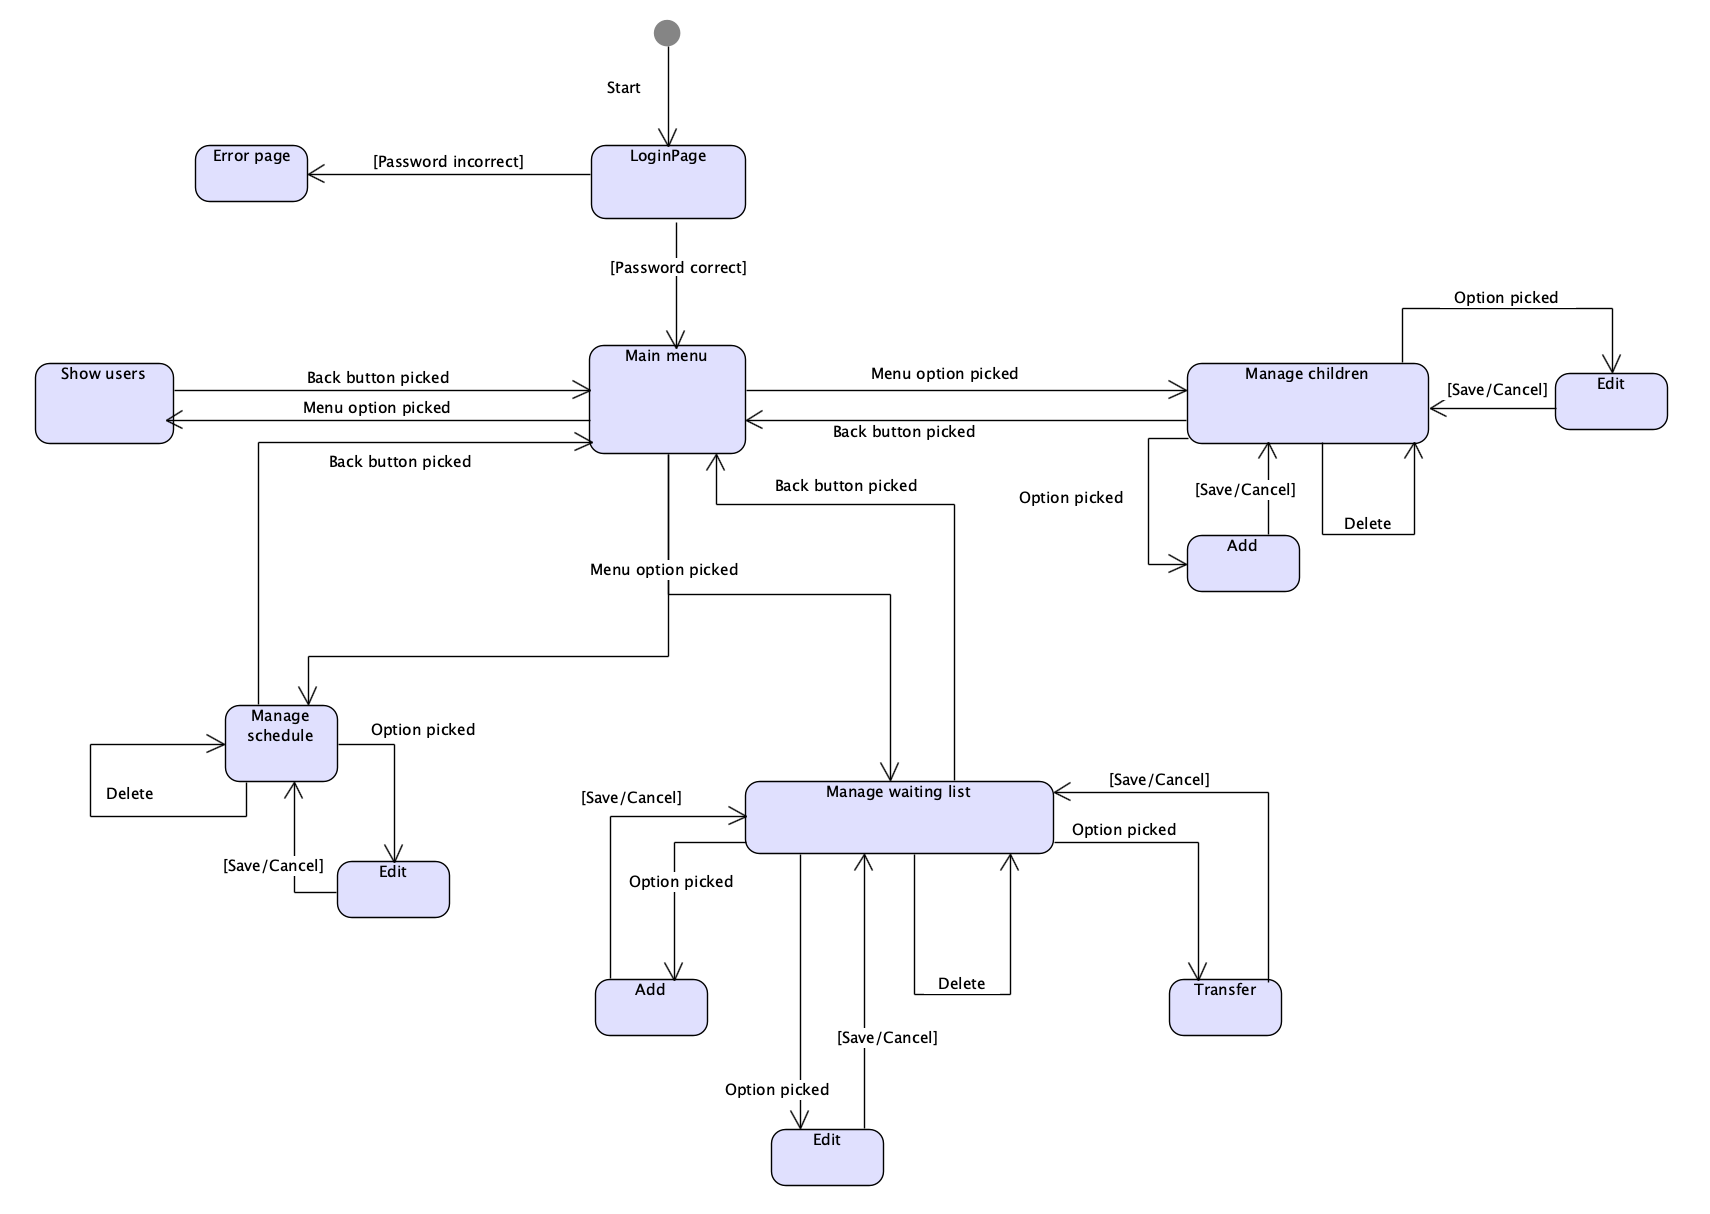 Start
Error page
[Password incorrect]
LoginPage
[Password correct]
Option picked
Show users
Back button picked
Main menu
Menu option picked
Manage children
[Save/Cancel]
Edit
Menu option picked
Back button picked
Back button picked
Back button picked
Option picked
[Save/Cancel]
Delete
Add
Menu option picked
Manage
schedule
Option picked
Delete
[Save/Cancel]
Edit
[Save/Cancel]
Manage waiting list
[Save/Cancel]
Option picked
Option picked
Add
Delete
Transfer
[Save/Cancel]
Option picked
Edit